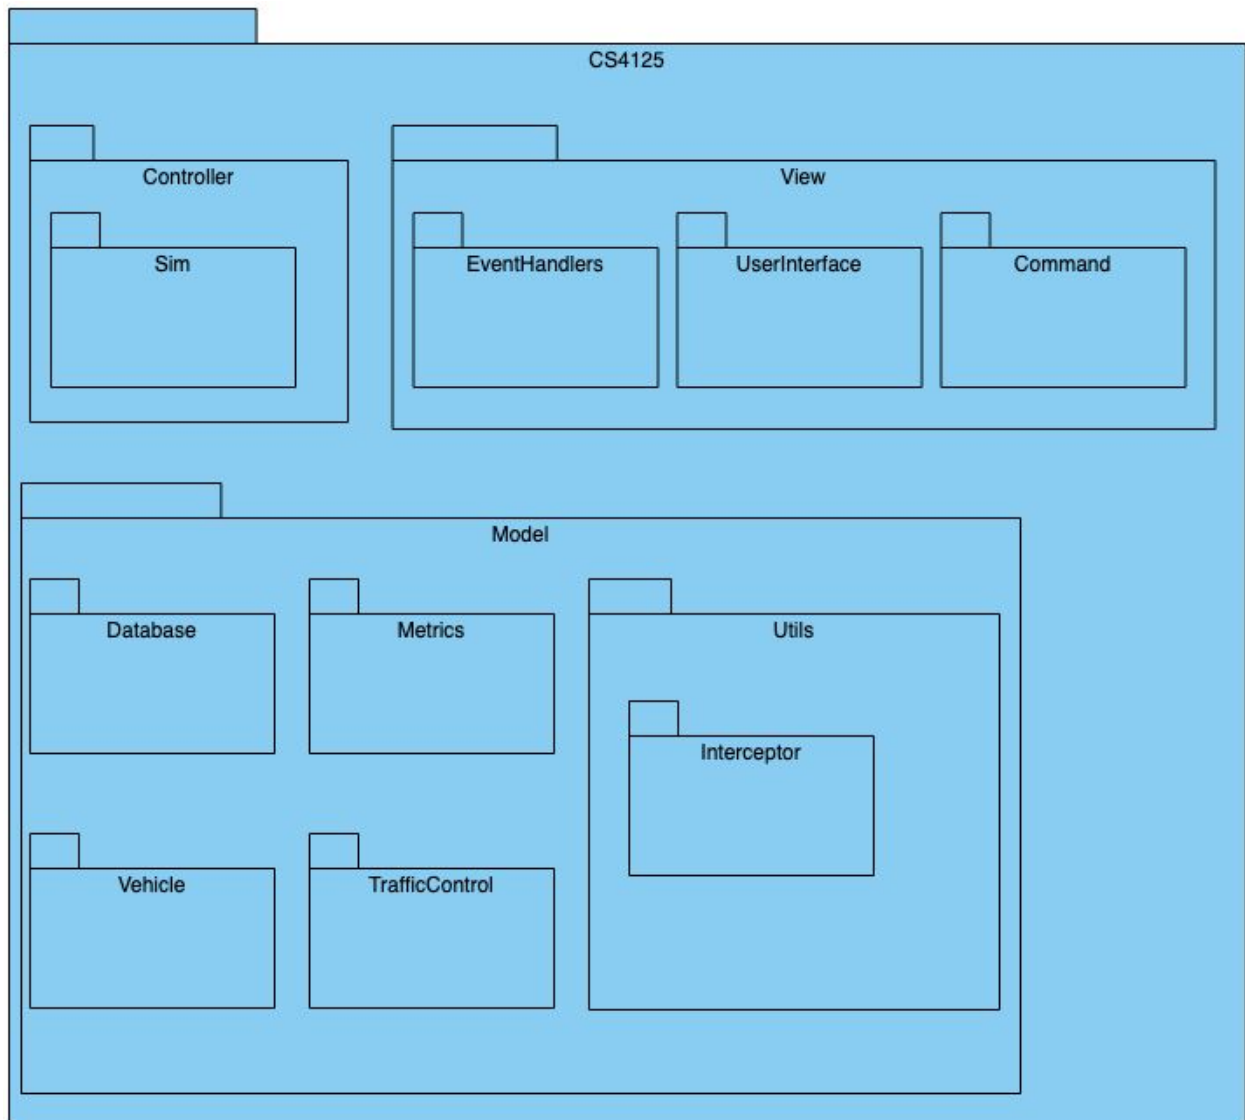 CS4125
Controller
View
Sim
EventHandlers
UserInterface
Command
Model
Database
Metrics
Utils
Interceptor
Vehicle
TrafficControl